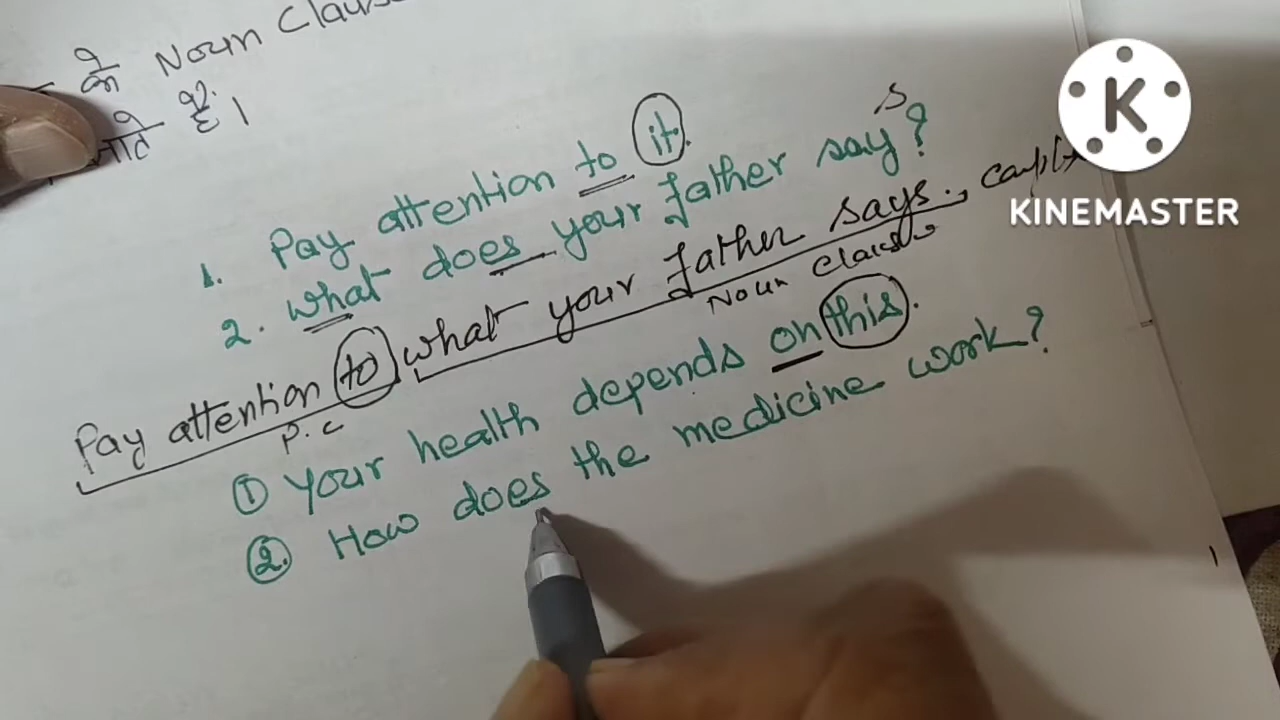 के Noun Clause
जाते हैं।
1. Pay attention to it.
s
2. what does your father say?
Pay attention to what your father says.,
P.C
Noun Clause
① Your health depends on this.
② How does the medicine work?
K
KINEMASTER